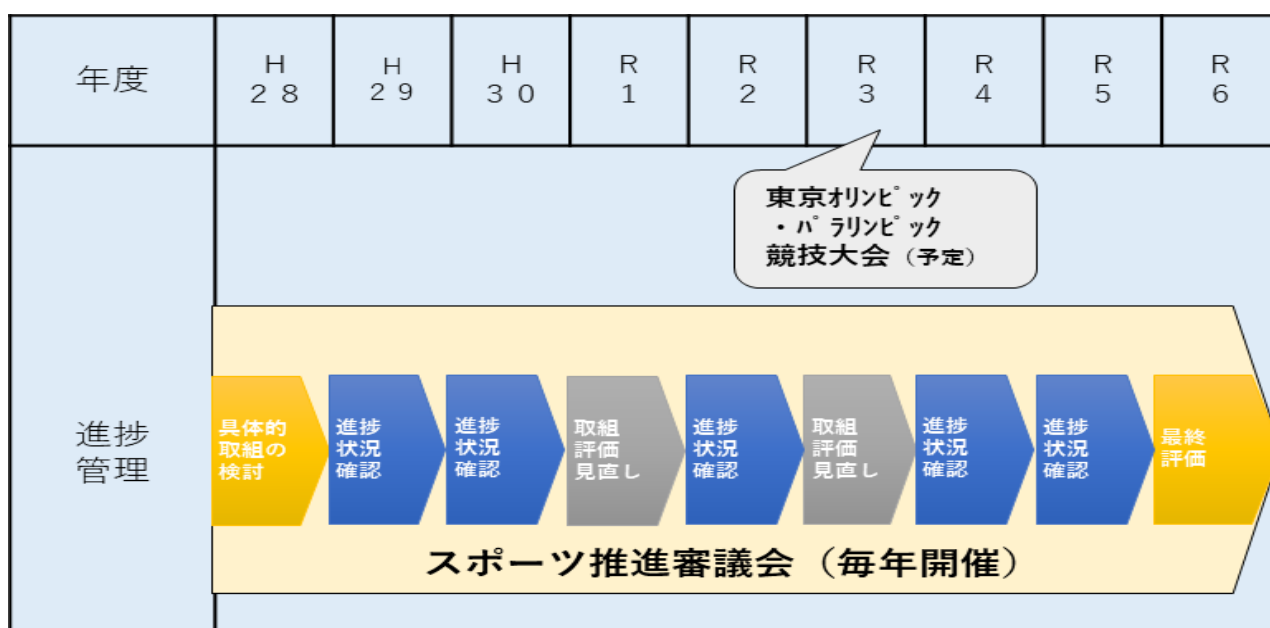 年度
H
２８
H
２９
H
３０
R
１
R
２
R
３
R
４
R
５
R
６
東京ｵﾘﾝﾋﾟｯｸ
・ﾊﾟﾗﾘﾝﾋﾟｯｸ
競技大会（予定）
進捗
管理
具体的
取組の
検討
進捗
状況
確認
進捗
状況
確認
取組
評価
見直し
進捗
状況
確認
取組
評価
見直し
進捗
状況
確認
進捗
状況
確認
最終
評価
スポーツ推進審議会（毎年開催）